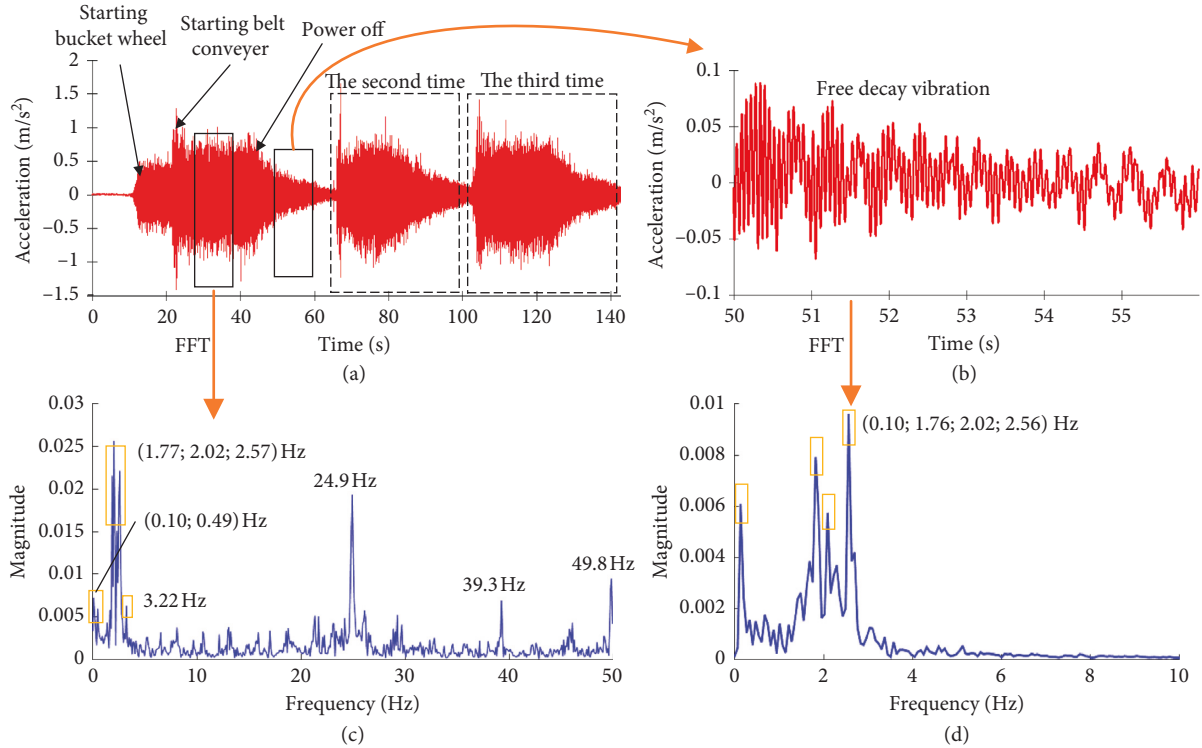 Starting
bucket wheel
Starting belt
conveyer
Power off
The second time
The third time
Acceleration (m/s²)
2
1.5
1
0.5
0
−0.5
−1
−1.5
0
20
40
60
80
100
120
140
FFT
Time (s)
(a)
Free decay vibration
Acceleration (m/s²)
0.1
0.05
0
−0.05
−0.1
50
51
52
53
54
55
FFT
Time (s)
(b)
Magnitude
0.03
0.025
0.02
0.015
0.01
0.005
0
(1.77; 2.02; 2.57) Hz
(0.10; 0.49) Hz
3.22 Hz
24.9 Hz
39.3 Hz
49.8 Hz
0
10
20
30
40
50
Frequency (Hz)
(c)
Magnitude
0.01
0.008
0.006
0.004
0.002
0
(0.10; 1.76; 2.02; 2.56) Hz
0
2
4
6
8
10
Frequency (Hz)
(d)